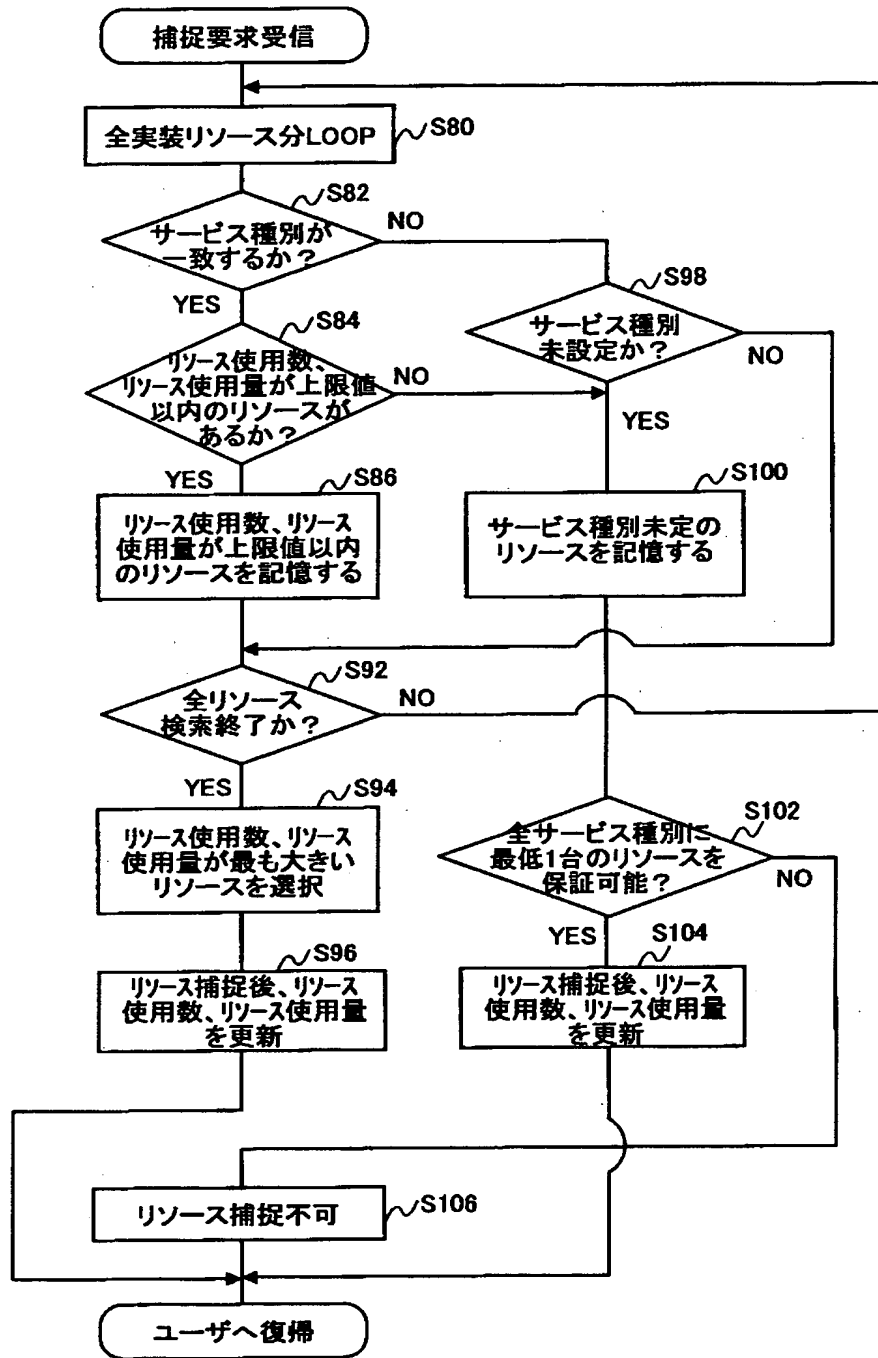 捕捉要求受信
全実装リソース分LOOP
S80
S82
サービス種別が
一致するか？
NO
YES
S98
サービス種別
未設定か？
NO
YES
S84
リソース使用数、
リソース使用量が上限値
以内のリソースが
あるか？
NO
YES
S86
リソース使用数、リソース
使用量が上限値以内
のリソースを記憶する
S100
サービス種別未定の
リソースを記憶する
S92
全リソース
検索終了か？
NO
YES
S94
リソース使用数、リソース
使用量が最も大きい
リソースを選択
S102
全サービス種別に
最低1台のリソースを
保証可能？
NO
YES
S96
リソース捕捉後、リソース
使用数、リソース使用量
を更新
S104
リソース捕捉後、リソース
使用数、リソース使用量
を更新
リソース捕捉不可
S106
ユーザへ復帰